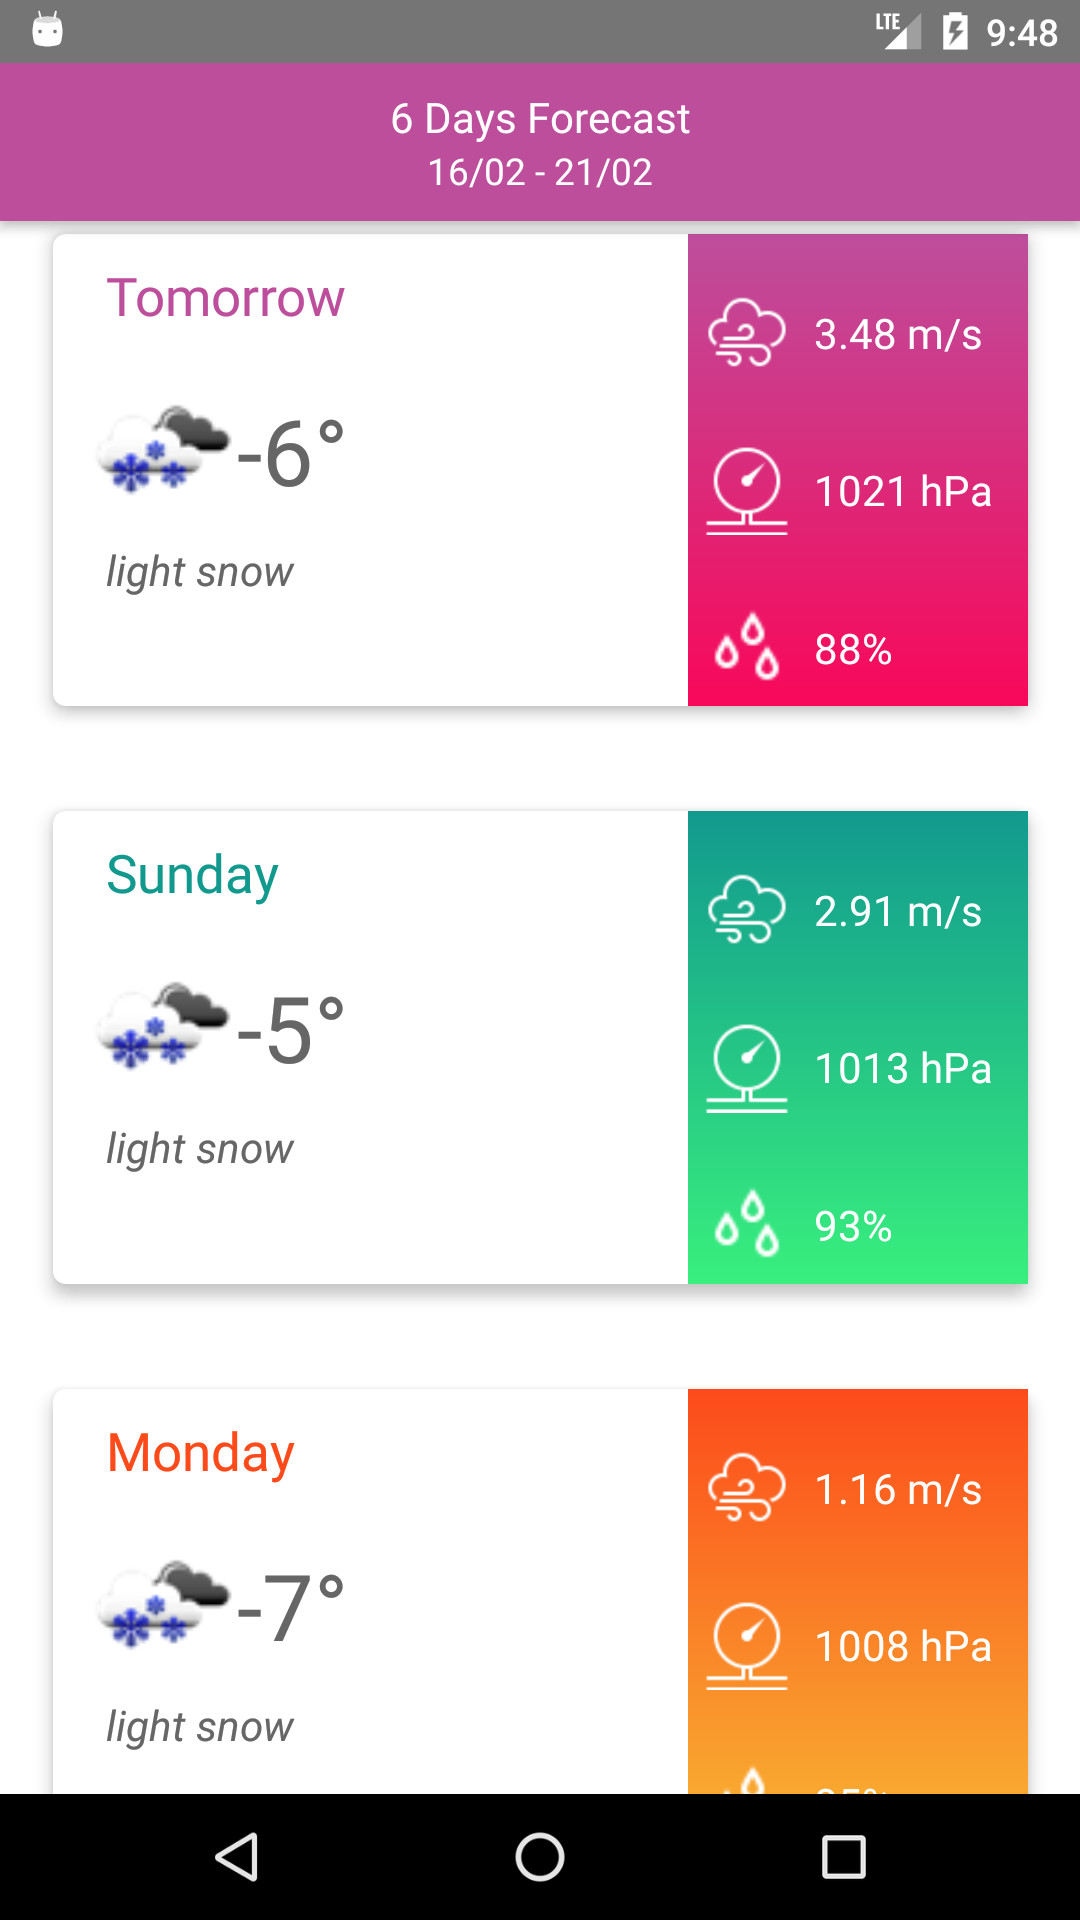 LTE 9:48
6 Days Forecast
16/02 - 21/02
Tomorrow
3.48 m/s
-6°
1021 hPa
light snow
88%
Sunday
2.91 m/s
-5°
1013 hPa
light snow
93%
Monday
1.16 m/s
-7°
1008 hPa
light snow